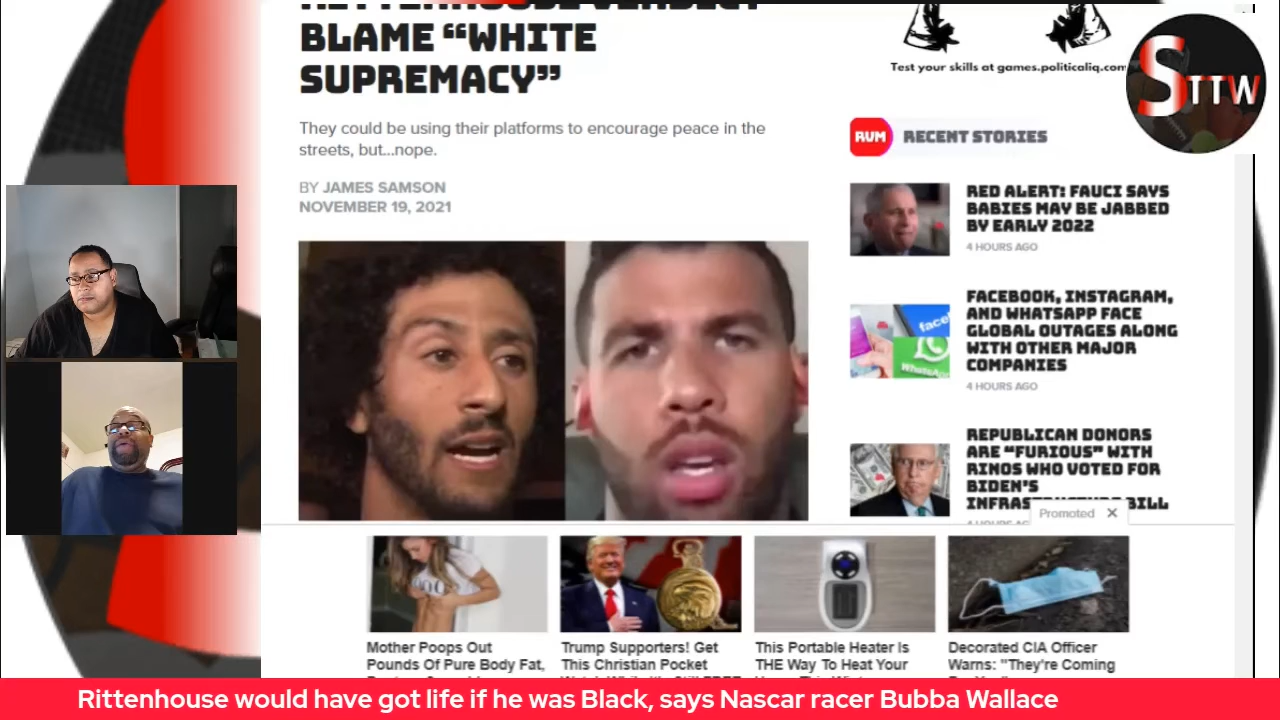 BLAME “WHITE
SUPREMACY”
They could be using their platforms to encourage peace in the
streets, but...nope.
BY JAMES SAMSON
NOVEMBER 19, 2021
Test your skills at games.politicaliq.com
STTW
RUM
RECENT STORIES
RED ALERT: FAUCI SAYS
BABIES MAY BE JABBED
BY EARLY 2022
4 HOURS AGO
FACEBOOK, INSTAGRAM,
AND WHATSAPP FACE
GLOBAL OUTAGES ALONG
WITH OTHER MAJOR
COMPANIES
4 HOURS AGO
REPUBLICAN DONORS
ARE “FURIOUS” WITH
RINOS WHO VOTED FOR
BIDEN’S
INFRASTRUCTURE BILL
Promoted X
Mother Poops Out
Pounds Of Pure Body Fat,
Trump Supporters! Get
This Christian Pocket
This Portable Heater Is
THE Way To Heat Your
Decorated CIA Officer
Warns: "They're Coming
Rittenhouse would have got life if he was Black, says Nascar racer Bubba Wallace